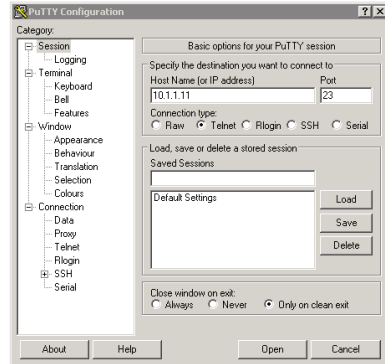 PuTTY Configuration
Category:
Session
Logging
Terminal
Keyboard
Bell
Features
Window
Appearance
Behaviour
Translation
Selection
Colours
Connection
Data
Proxy
Telnet
Rlogin
SSH
Serial
Basic options for your PuTTY session
Specify the destination you want to connect to
Host Name (or IP address) Port
10.1.1.11 23
Connection type:
Raw Telnet Rlogin SSH Serial
Load, save or delete a stored session
Saved Sessions
Default Settings
Load
Save
Delete
Close window on exit:
Always Never Only on clean exit
About Help Open Cancel